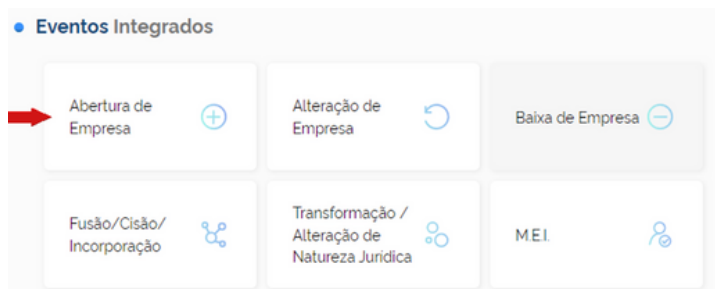 Eventos Integrados
Abertura de
Empresa
Alteração de
Empresa
Baixa de Empresa
Fusão/Cisão/
Incorporação
Transformação /
Alteração de
Natureza Jurídica
M.E.I.